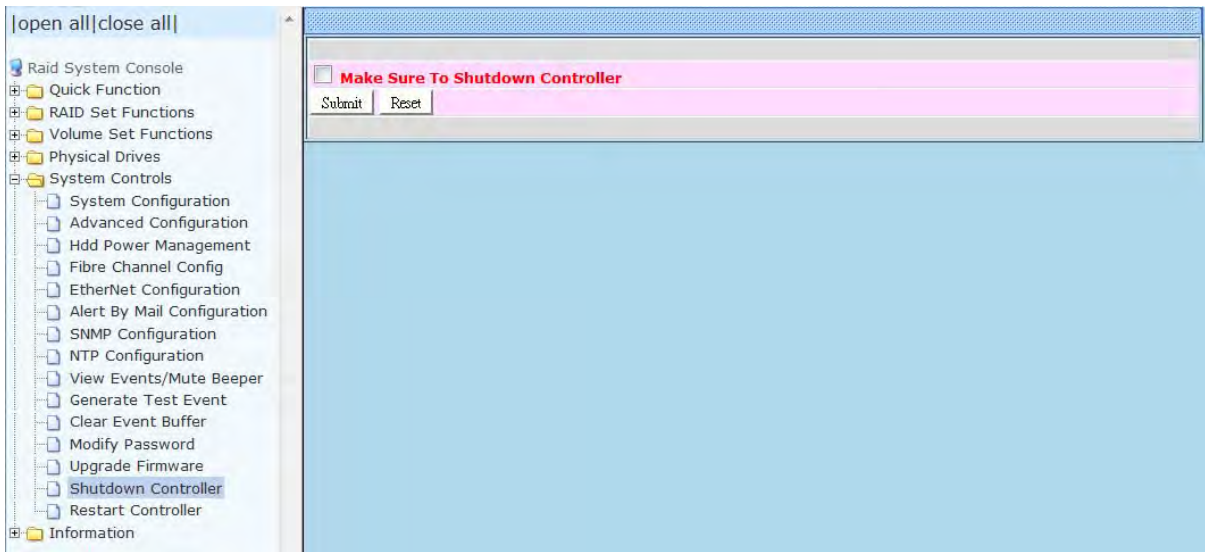 |open all|close all|
Raid System Console
Quick Function
RAID Set Functions
Volume Set Functions
Physical Drives
System Controls
System Configuration
Advanced Configuration
Hdd Power Management
Fibre Channel Config
EtherNet Configuration
Alert By Mail Configuration
SNMP Configuration
NTP Configuration
View Events/Mute Beeper
Generate Test Event
Clear Event Buffer
Modify Password
Upgrade Firmware
Shutdown Controller
Restart Controller
Information
Make Sure To Shutdown Controller
Submit Reset